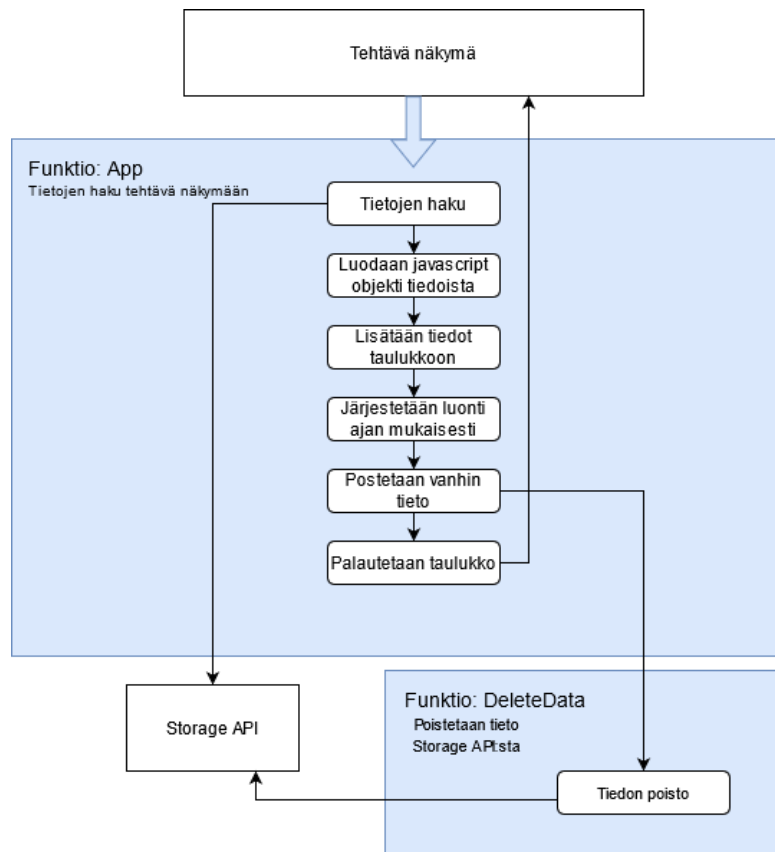 Tehtävä näkymä
Funktio: App
Tietojen haku tehtävä näkymään
Tietojen haku
Luodaan javascript
objekti tiedoista
Lisätään tiedot
taulukkoon
Järjestetään luonti
ajan mukaisesti
Postetaan vanhin
tieto
Palautetaan taulukko
Storage API
Funktio: DeleteData
Poistetaan tieto
Storage API:sta
Tiedon poisto